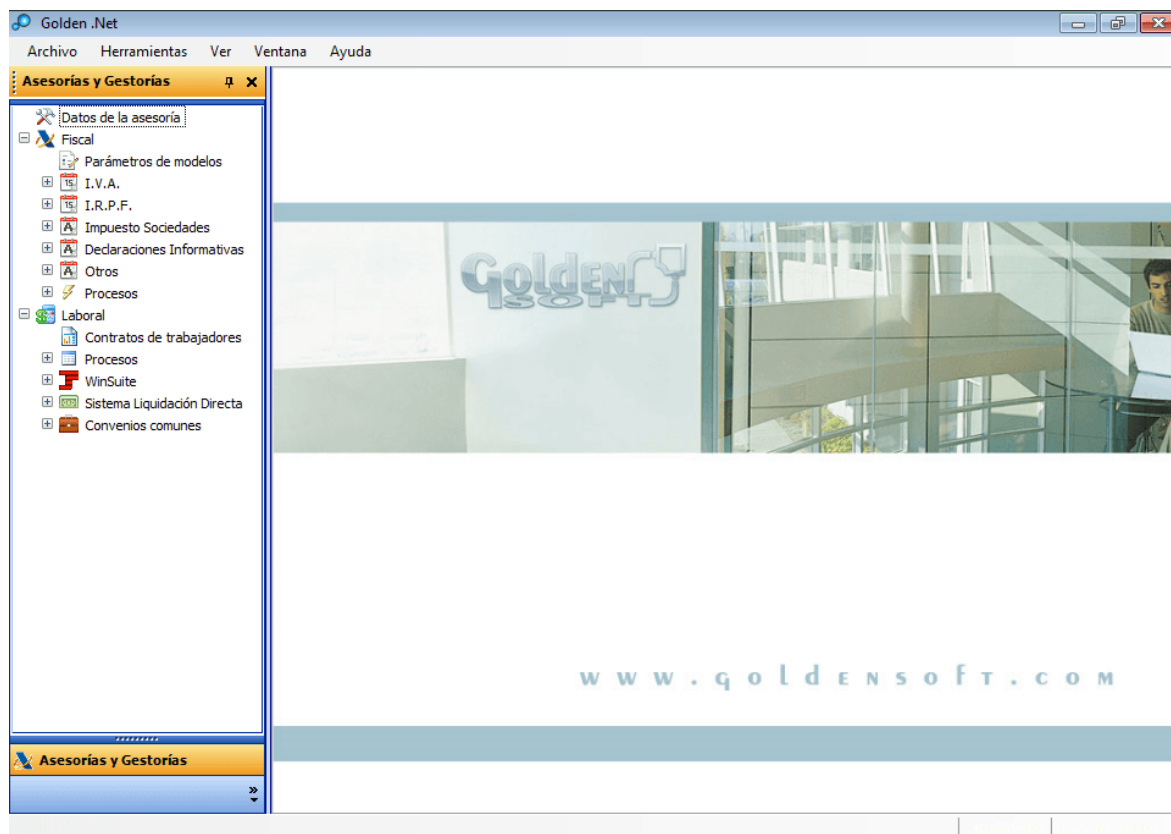 Golden .Net
Archivo Herramientas Ver Ventana Ayuda
Asesorías y Gestorías
Datos de la asesoría
Fiscal
Parámetros de modelos
I.V.A.
I.R.P.F.
Impuesto Sociedades
Declaraciones Informativas
Otros
Procesos
Laboral
Contratos de trabajadores
Procesos
WinSuite
Sistema Liquidación Directa
Convenios comunes
Golden
SOFT
www.goldensoft.com
Asesorías y Gestorías